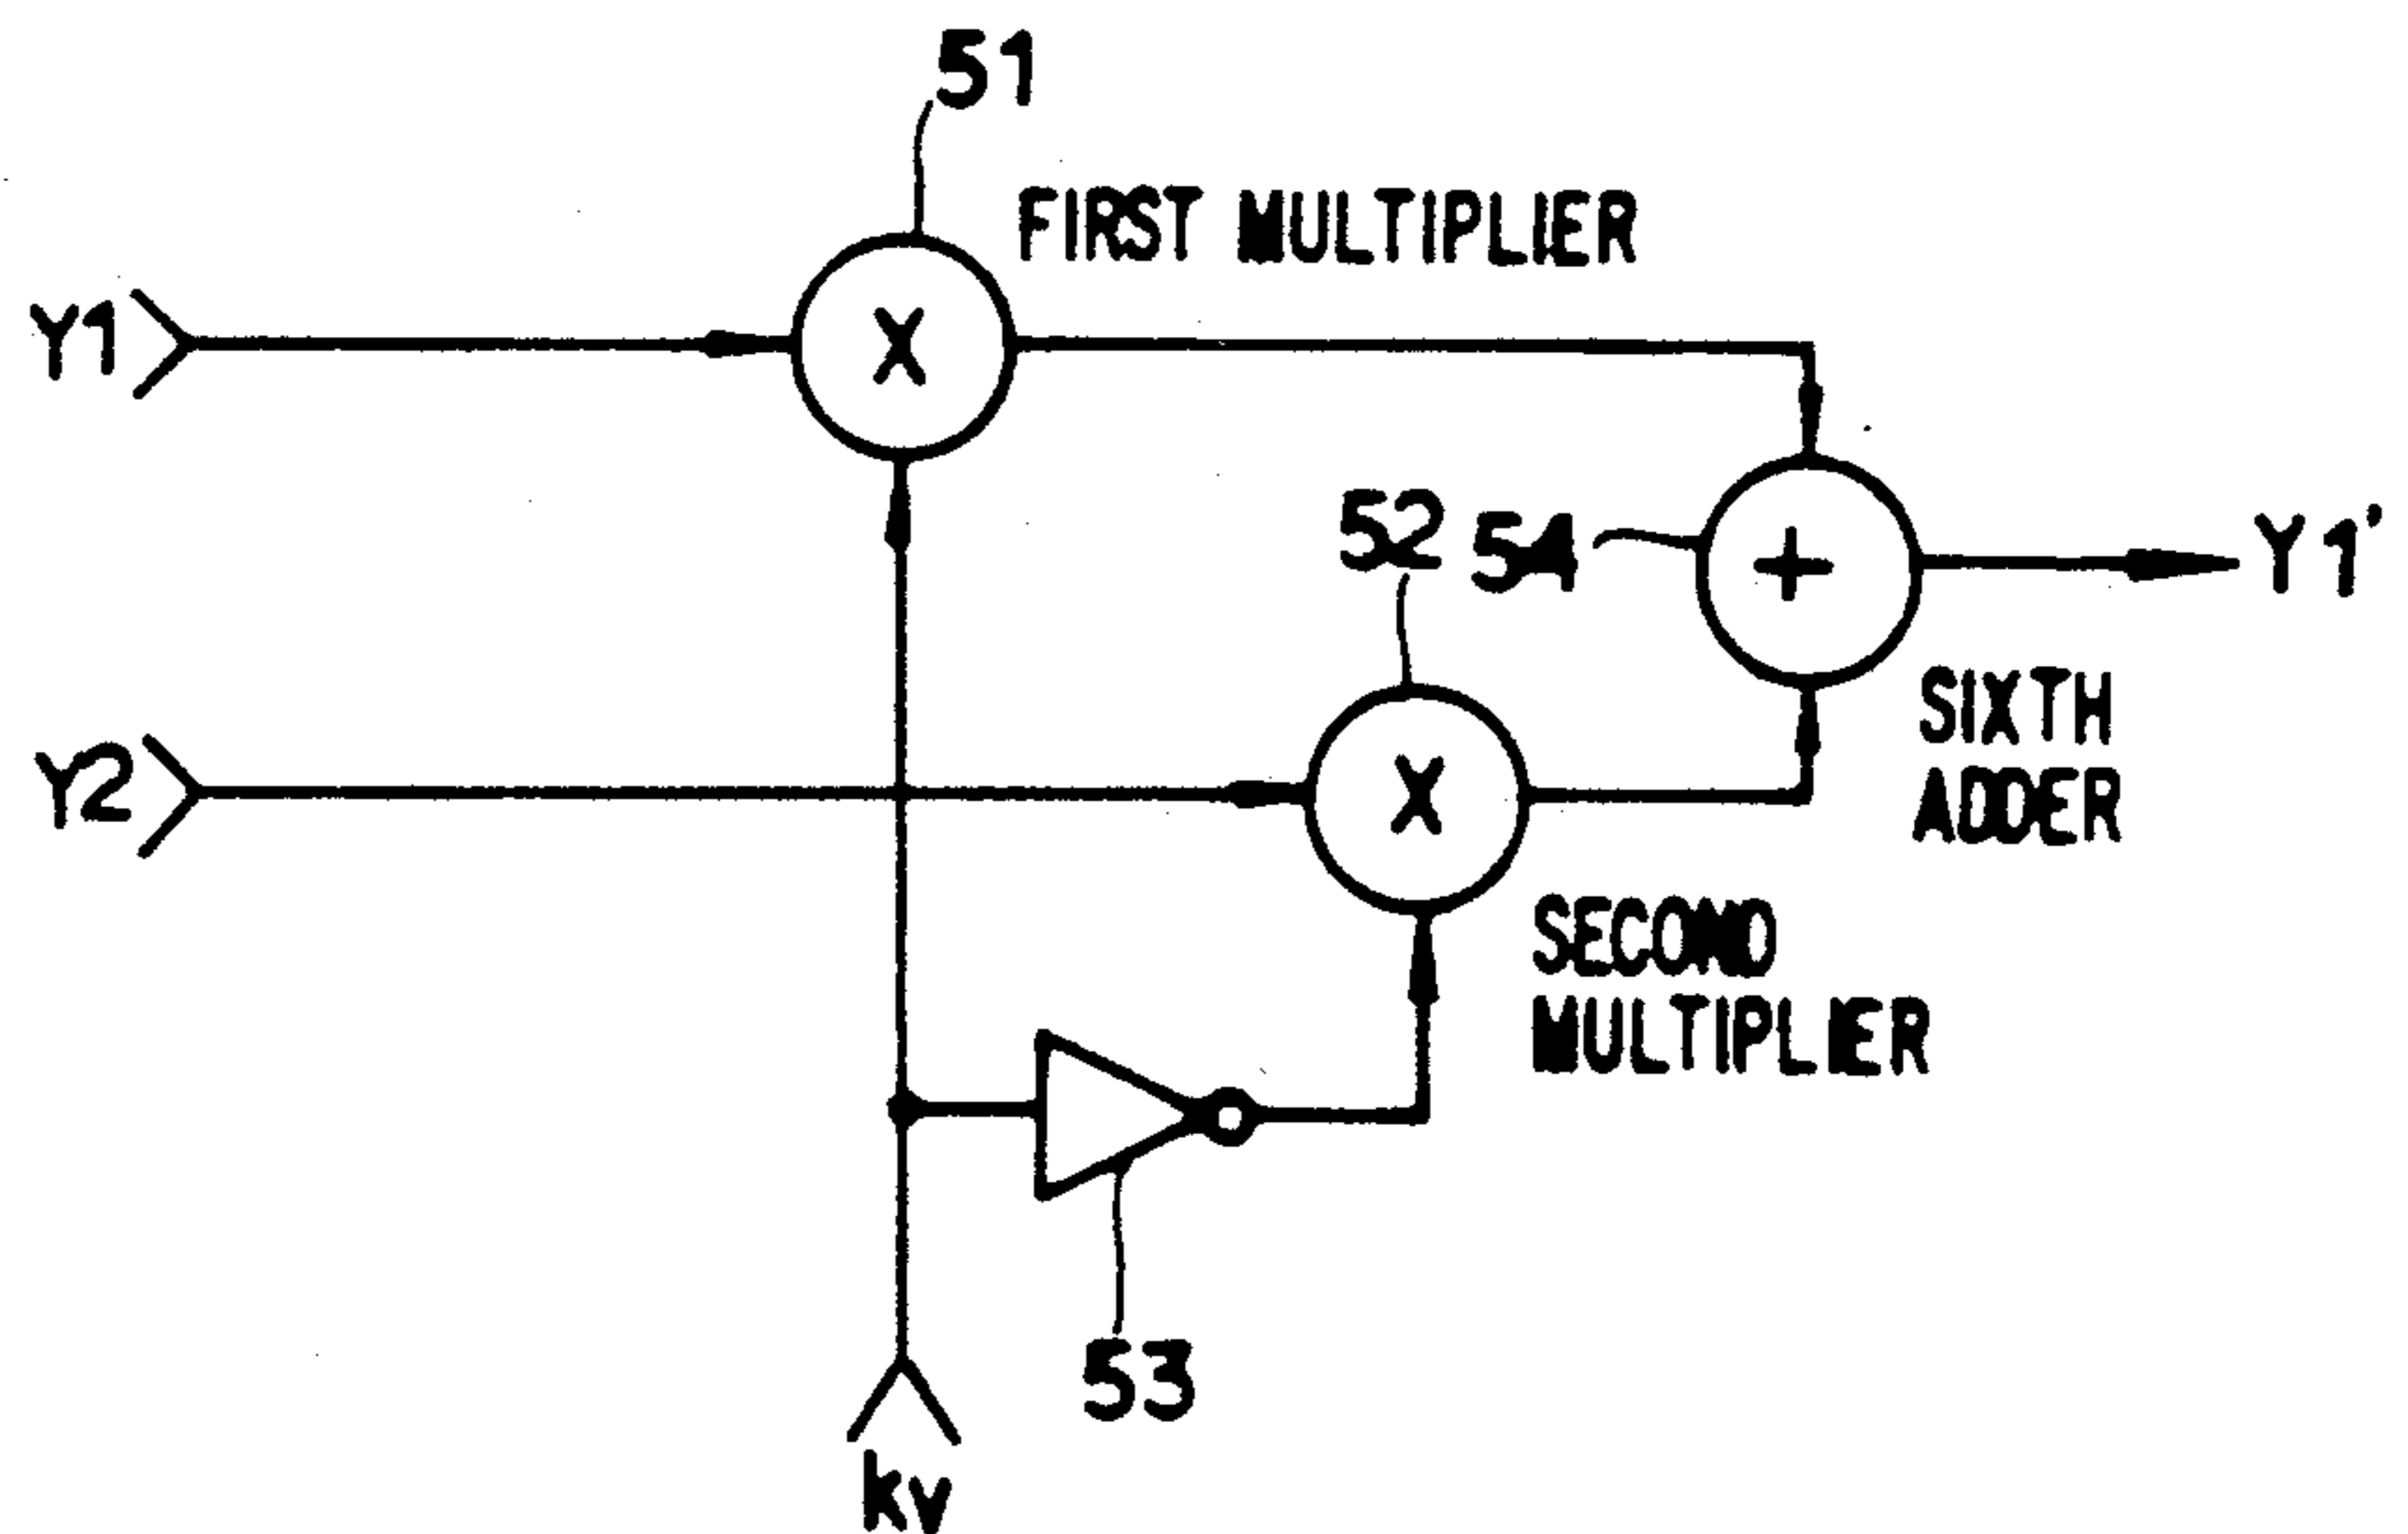 51
FIRST MULTIPLIER
Y1
X
52
54
+
Y1'
SIXTH
ADDER
Y2
X
SECOND
MULTIPLIER
53
kv